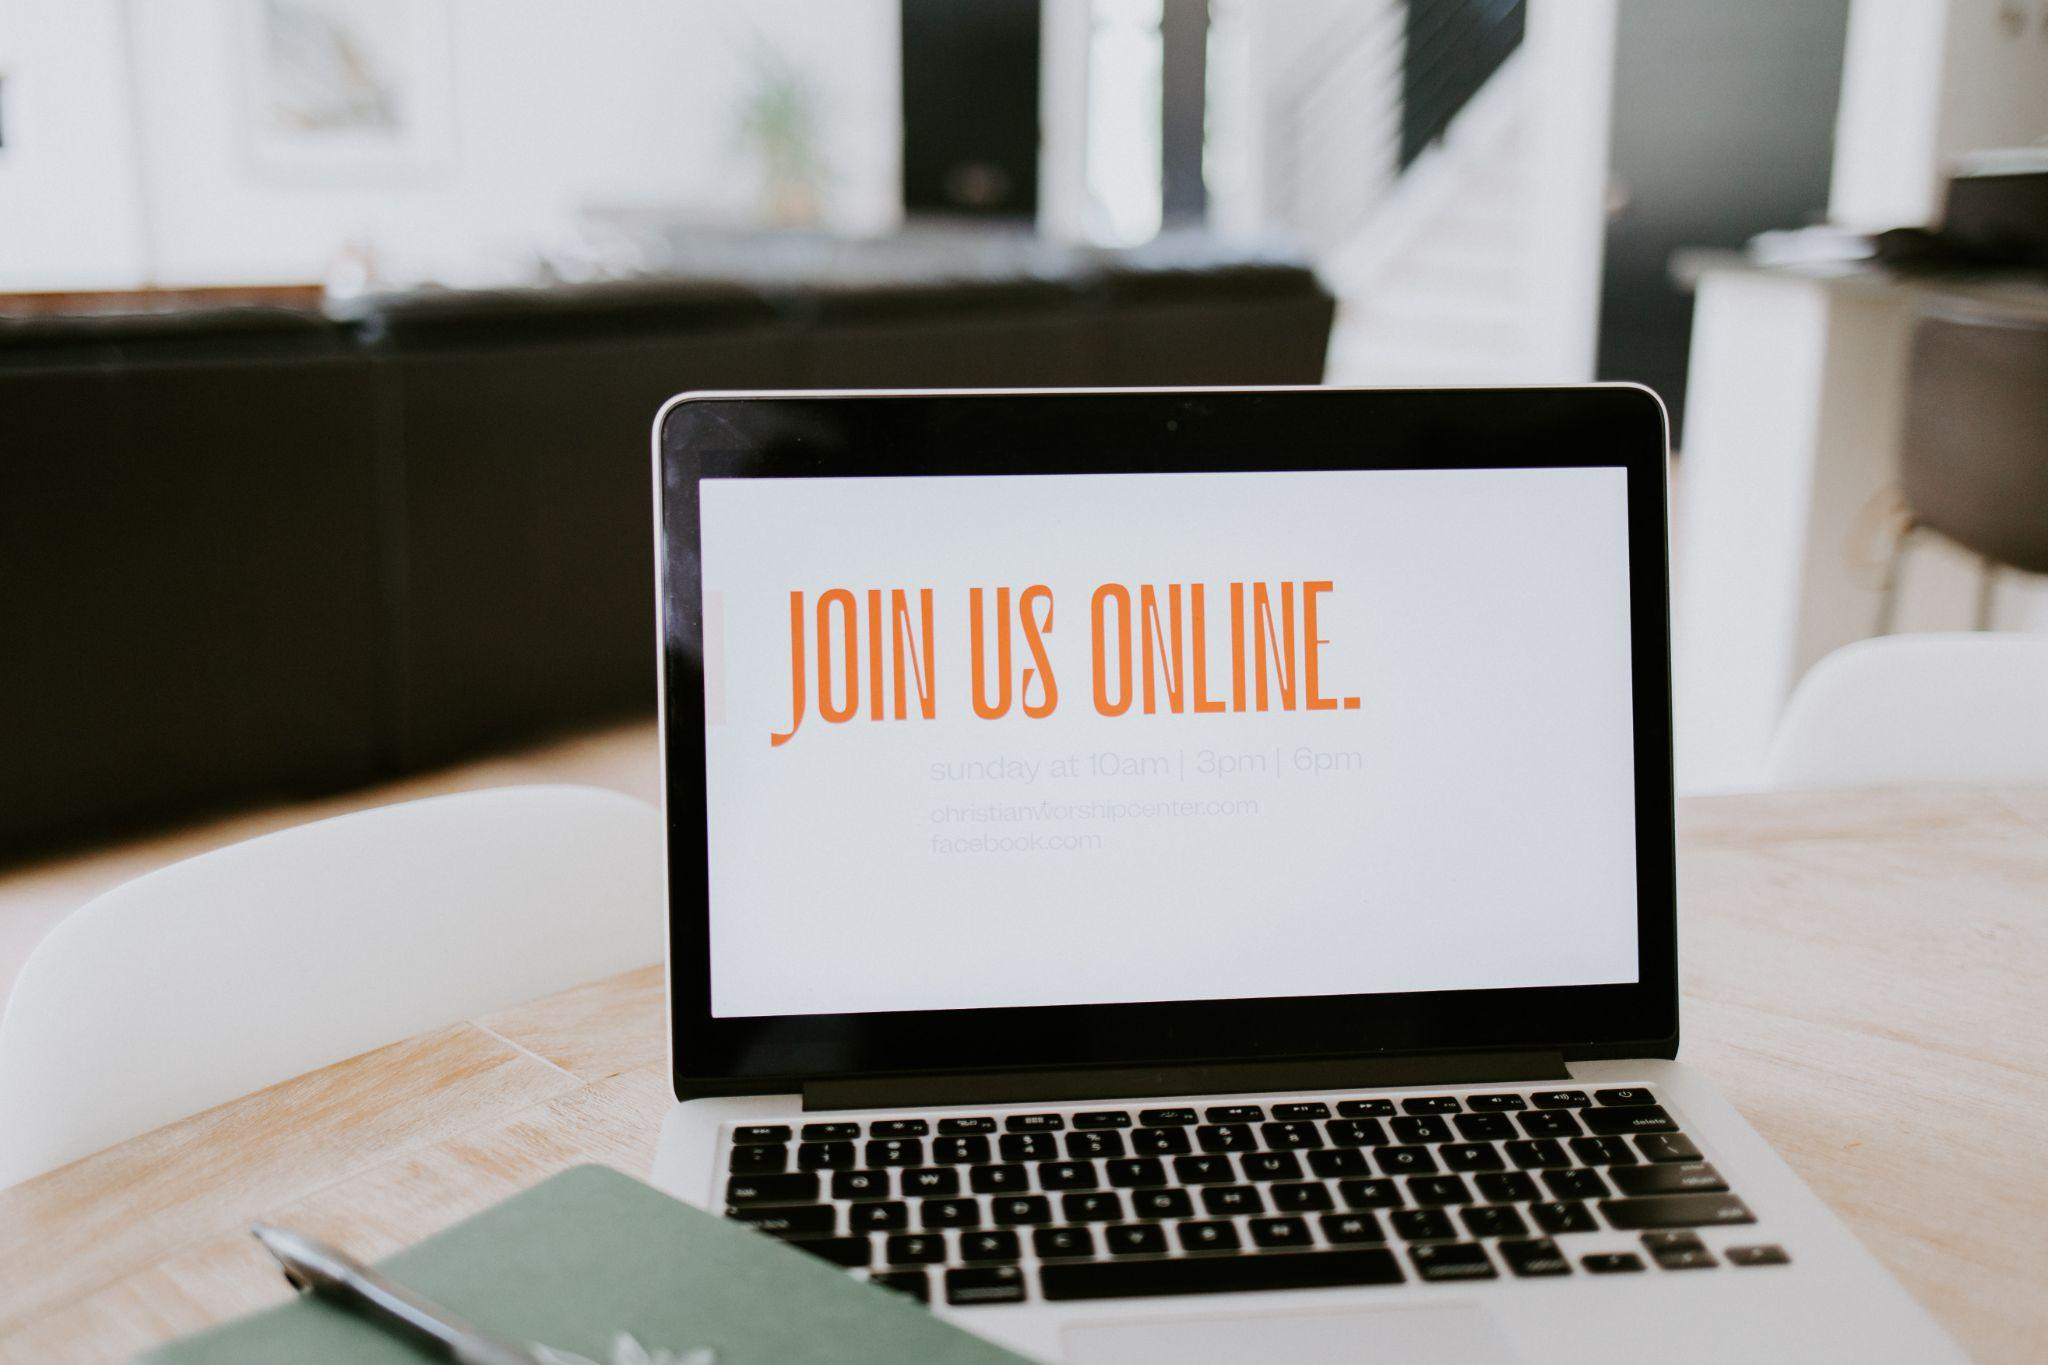 JOIN US ONLINE.
sunday at 10am | 3pm | 6pm
christianworshipcenter.com
facebook.com